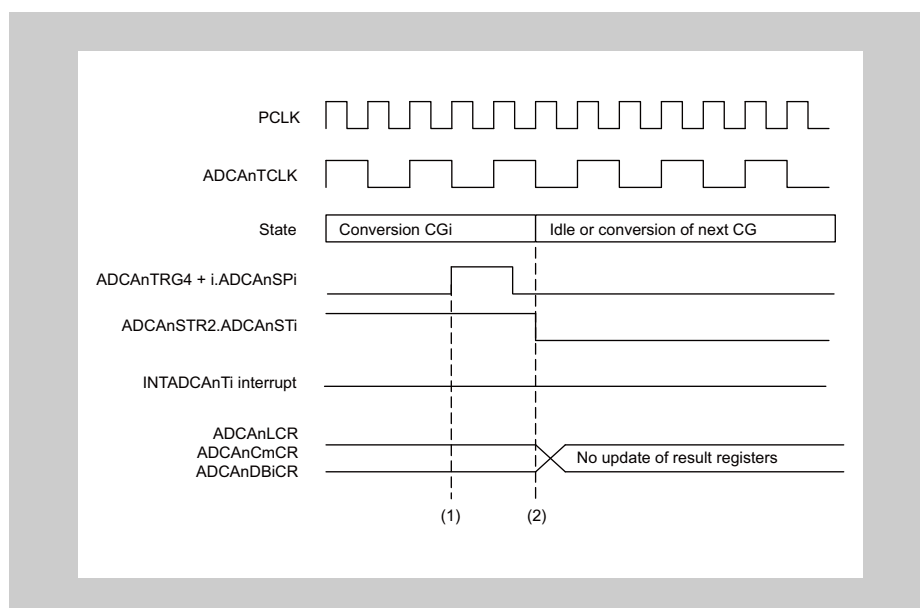 PCLK
ADCAnTCLK
State
Conversion CGi
Idle or conversion of next CG
ADCAnTRG4 + i.ADCAnSPi
ADCAnSTR2.ADCAnSTi
INTADCAnTi interrupt
ADCAnLCR
ADCAnCmCR
ADCAnDBiCR
No update of result registers
(1)
(2)